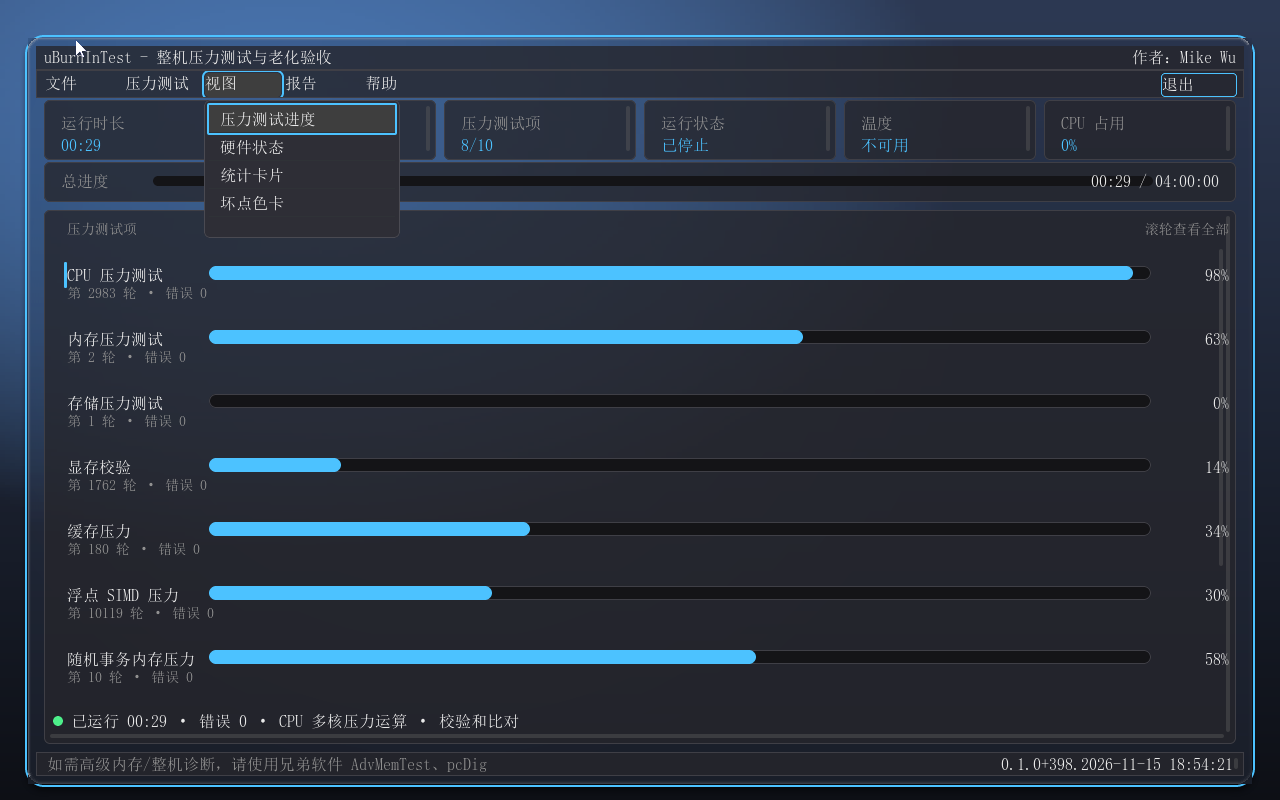 uBurnInTest - 整机压力测试与老化验收
作者: Mike Wu
文件 压力测试 视图 报告 帮助 退出
压力测试进度
硬件状态
统计卡片
坏点色卡
运行时长
00:29
压力测试项
8/10
运行状态
已停止
温度
不可用
CPU 占用
0%
总进度
00:29 / 04:00:00
压力测试项
滚轮查看全部
CPU 压力测试 98%
第 2983 轮 • 错误 0
内存压力测试 63%
第 2 轮 • 错误 0
存储压力测试 0%
第 1 轮 • 错误 0
显存校验 14%
第 1762 轮 • 错误 0
缓存压力 34%
第 180 轮 • 错误 0
浮点 SIMD 压力 30%
第 10119 轮 • 错误 0
随机事务内存压力 58%
第 10 轮 • 错误 0
已运行 00:29 • 错误 0 • CPU 多核压力运算 • 校验和比对
如需高级内存/整机诊断, 请使用兄弟软件 AdvMemTest、pcDig
0.1.0+398.2026-11-15 18:54:21